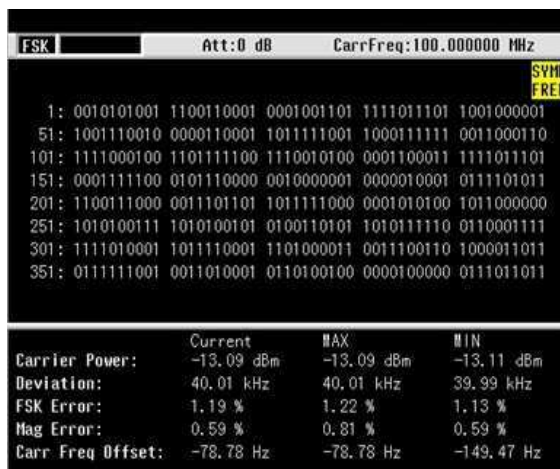 FSK Att:0 dB CarrFreq:100.000000 MHz
SYM
FRE
1: 0010101001 1100110001 0001001101 1111011101 1001000001
51: 1001110010 0000110001 1011111001 1000111111 0011000110
101: 1111000100 1101111100 1110010100 0001100011 1111011101
151: 0001111100 0101110000 0010000001 0000010001 0111101011
201: 1100111000 0011101101 1011111000 0001010100 1011000000
251: 1010100111 1010100101 0100110101 1010111110 0110001111
301: 1111010001 1011110001 1101000011 0011100110 1000011011
351: 0111111001 0011010001 0110100100 0000100000 0111011011
Current MAX MIN
Carrier Power: -13.09 dBm -13.09 dBm -13.11 dBm
Deviation: 40.01 kHz 40.01 kHz 39.99 kHz
FSK Error: 1.19 % 1.22 % 1.13 %
Mag Error: 0.59 % 0.81 % 0.59 %
Carr Freq Offset: -78.78 Hz -78.78 Hz -149.47 Hz